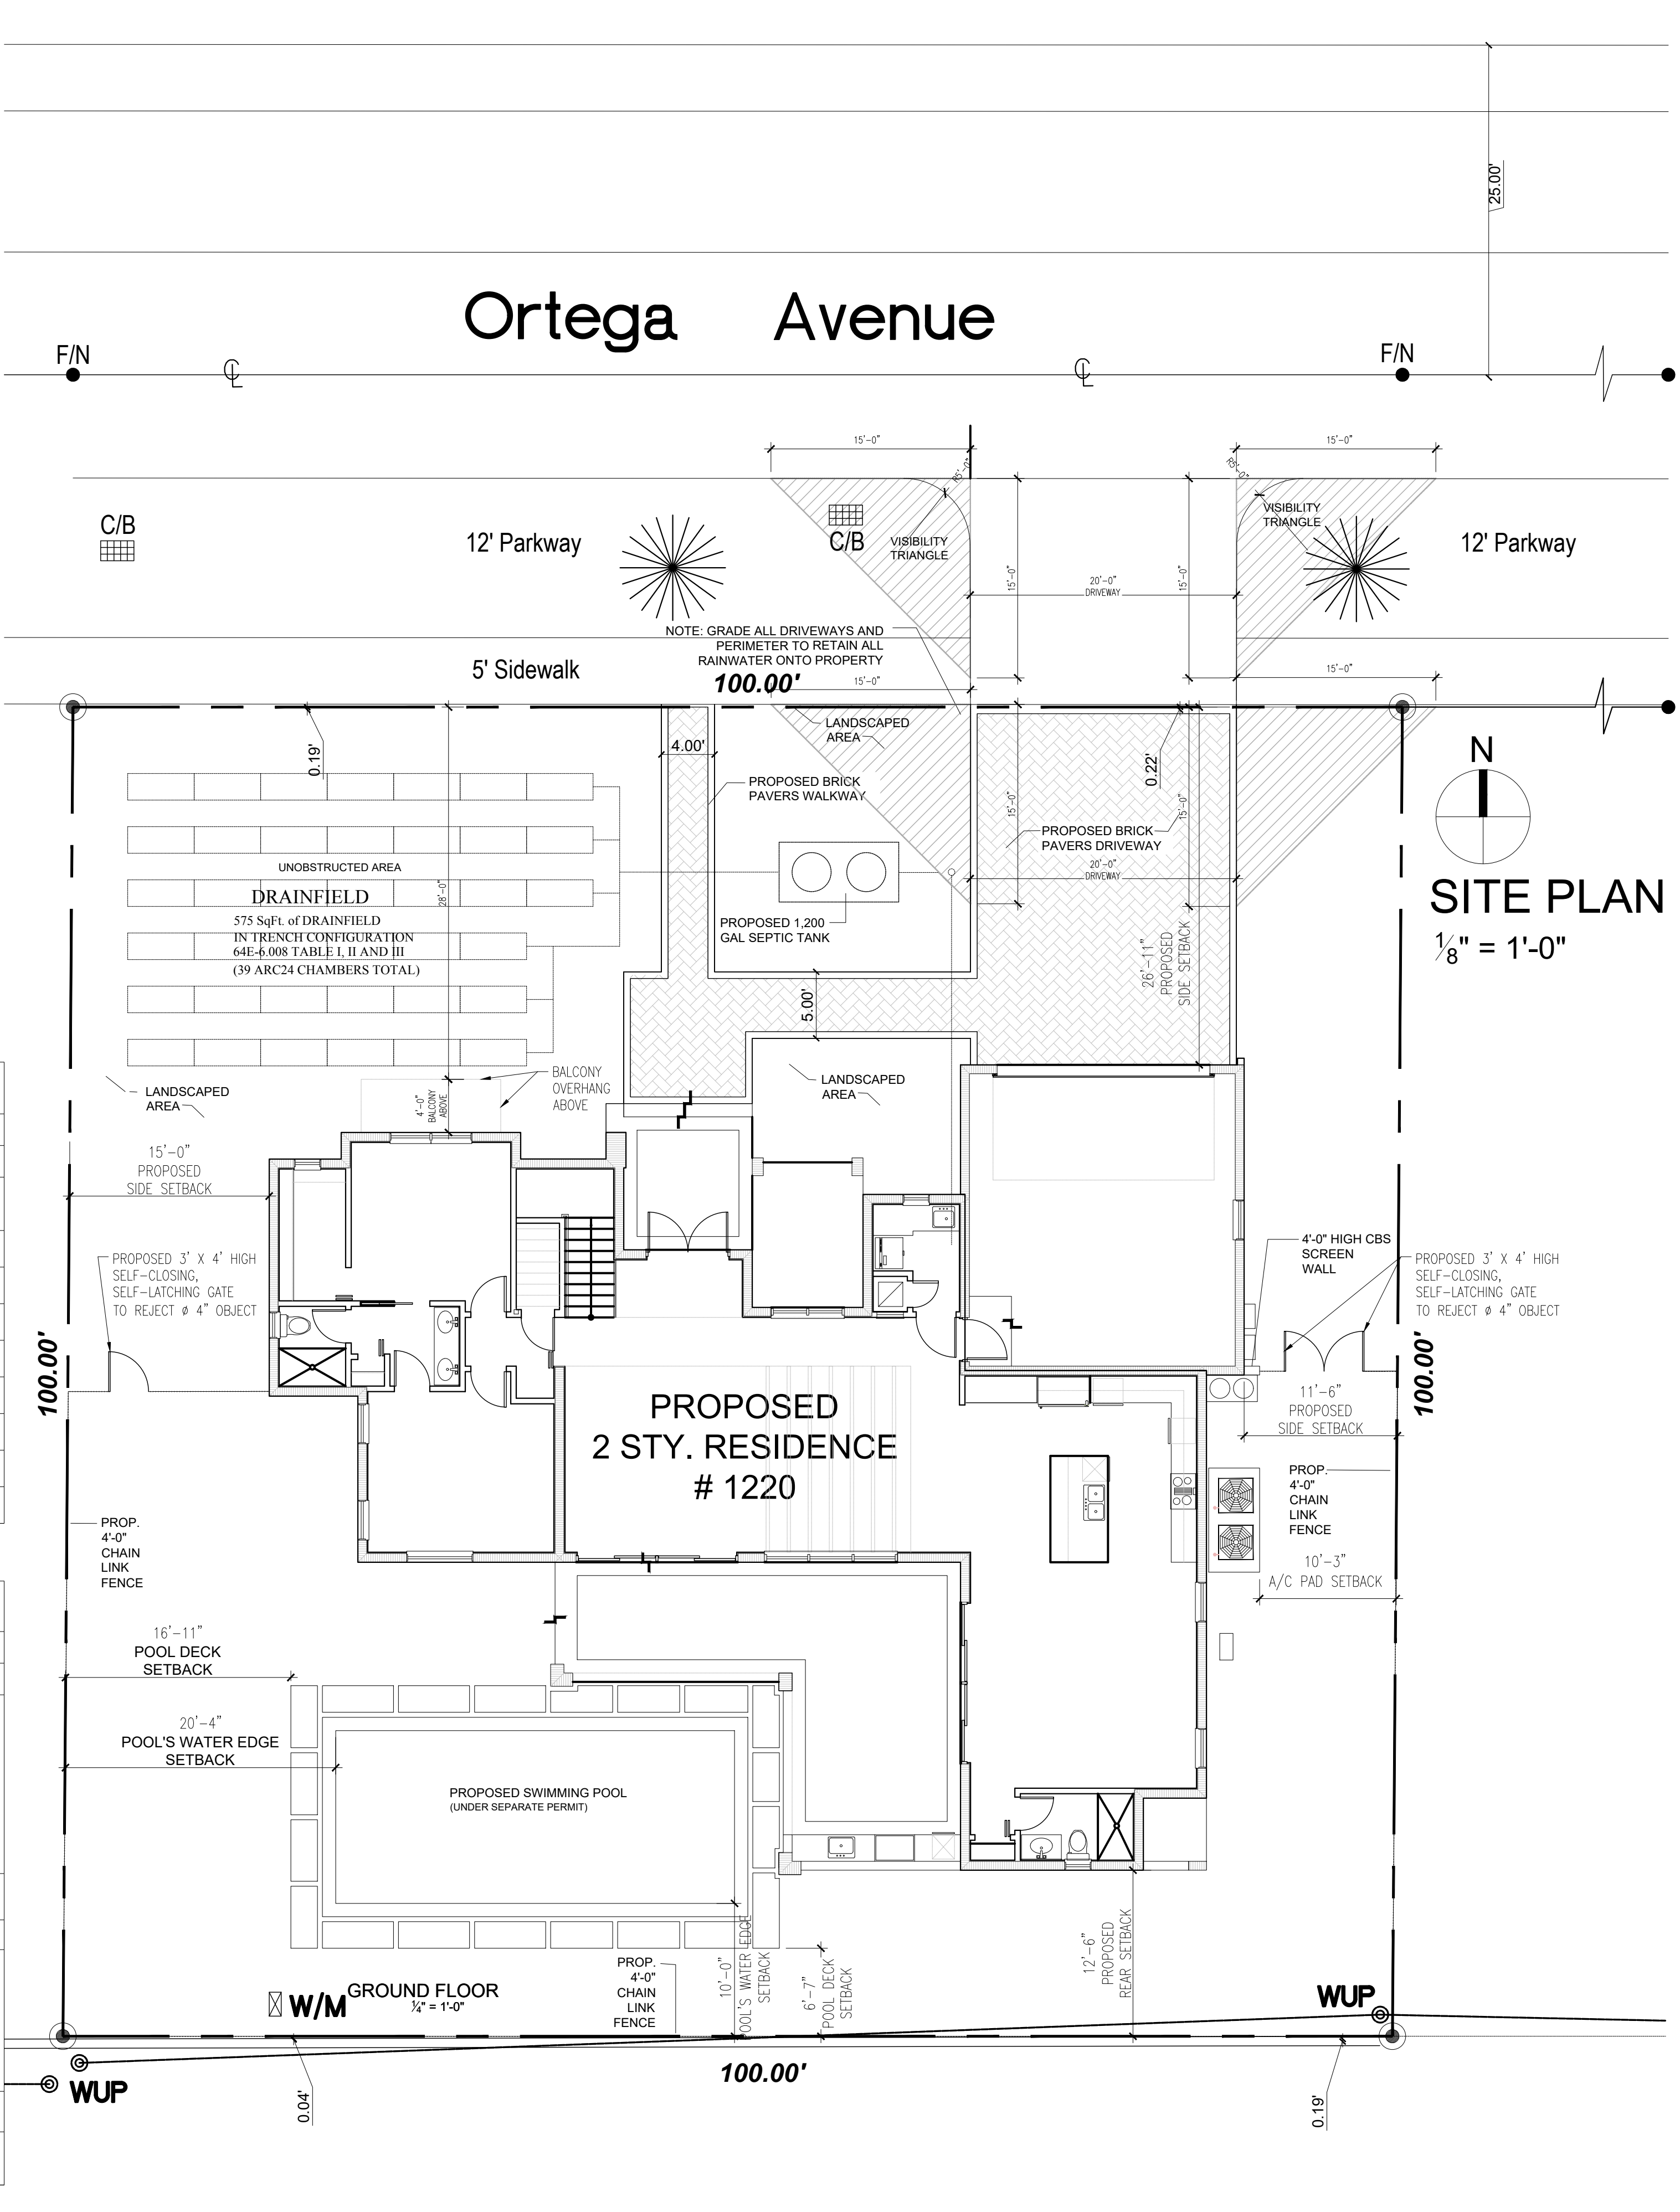 25.00'
Ortega Avenue
F/N
F/N
15'-0"
15'-0"
R5'-0"
R5'-0"
C/B
12' Parkway
C/B
VISIBILITY
TRIANGLE
VISIBILITY
TRIANGLE
12' Parkway
15'-0"
15'-0"
20'-0"
DRIVEWAY
NOTE: GRADE ALL DRIVEWAYS AND
PERIMETER TO RETAIN ALL
RAINWATER ONTO PROPERTY
5' Sidewalk
100.00'
15'-0"
15'-0"
0.19'
4.00'
LANDSCAPED
AREA
0.22'
N
PROPOSED BRICK
PAVERS WALKWAY
15'-0"
15'-0"
PROPOSED BRICK
PAVERS DRIVEWAY
20'-0"
DRIVEWAY
UNOBSTRUCTED AREA
DRAINFIELD
575 SqFt. of DRAINFIELD
IN TRENCH CONFIGURATION
64E-6.008 TABLE I, II AND III
(39 ARC24 CHAMBERS TOTAL)
28'-0"
PROPOSED 1,200
GAL SEPTIC TANK
26'-11"
PROPOSED
SIDE SETBACK
SITE PLAN
1/8" = 1'-0"
5.00'
BALCONY
OVERHANG
ABOVE
4'-0"
BALCONY
ABOVE
LANDSCAPED
AREA
LANDSCAPED
AREA
15'-0"
PROPOSED
SIDE SETBACK
PROPOSED 3' X 4' HIGH
SELF-CLOSING,
SELF-LATCHING GATE
TO REJECT ø 4" OBJECT
4'-0" HIGH CBS
SCREEN
WALL
PROPOSED 3' X 4' HIGH
SELF-CLOSING,
SELF-LATCHING GATE
TO REJECT ø 4" OBJECT
100.00'
100.00'
PROPOSED
2 STY. RESIDENCE
# 1220
11'-6"
PROPOSED
SIDE SETBACK
PROP.
4'-0"
CHAIN
LINK
FENCE
PROP.
4'-0"
CHAIN
LINK
FENCE
10'-3"
A/C PAD SETBACK
16'-11"
POOL DECK
SETBACK
20'-4"
POOL'S WATER EDGE
SETBACK
PROPOSED SWIMMING POOL
(UNDER SEPARATE PERMIT)
10'-0"
POOL'S WATER EDGE
SETBACK
6'-7"
POOL DECK
SETBACK
12'-6"
PROPOSED
REAR SETBACK
PROP.
4'-0"
CHAIN
LINK
FENCE
W/M
GROUND FLOOR
1/4" = 1'-0"
WUP
WUP
100.00'
0.04'
0.19'